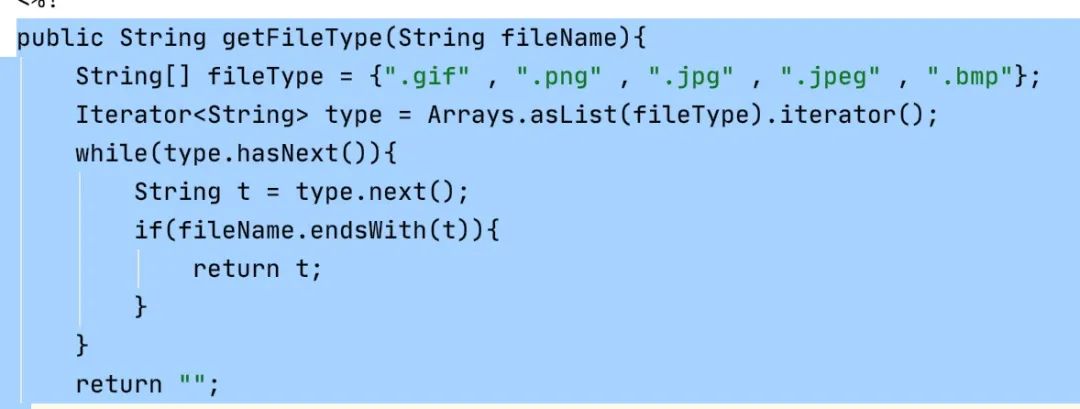 <%!
public String getFileType(String fileName){
    String[] fileType = {".gif" , ".png" , ".jpg" , ".jpeg" , ".bmp"};
    Iterator<String> type = Arrays.asList(fileType).iterator();
    while(type.hasNext()){
        String t = type.next();
        if(fileName.endsWith(t)){
            return t;
        }
    }
    return "";